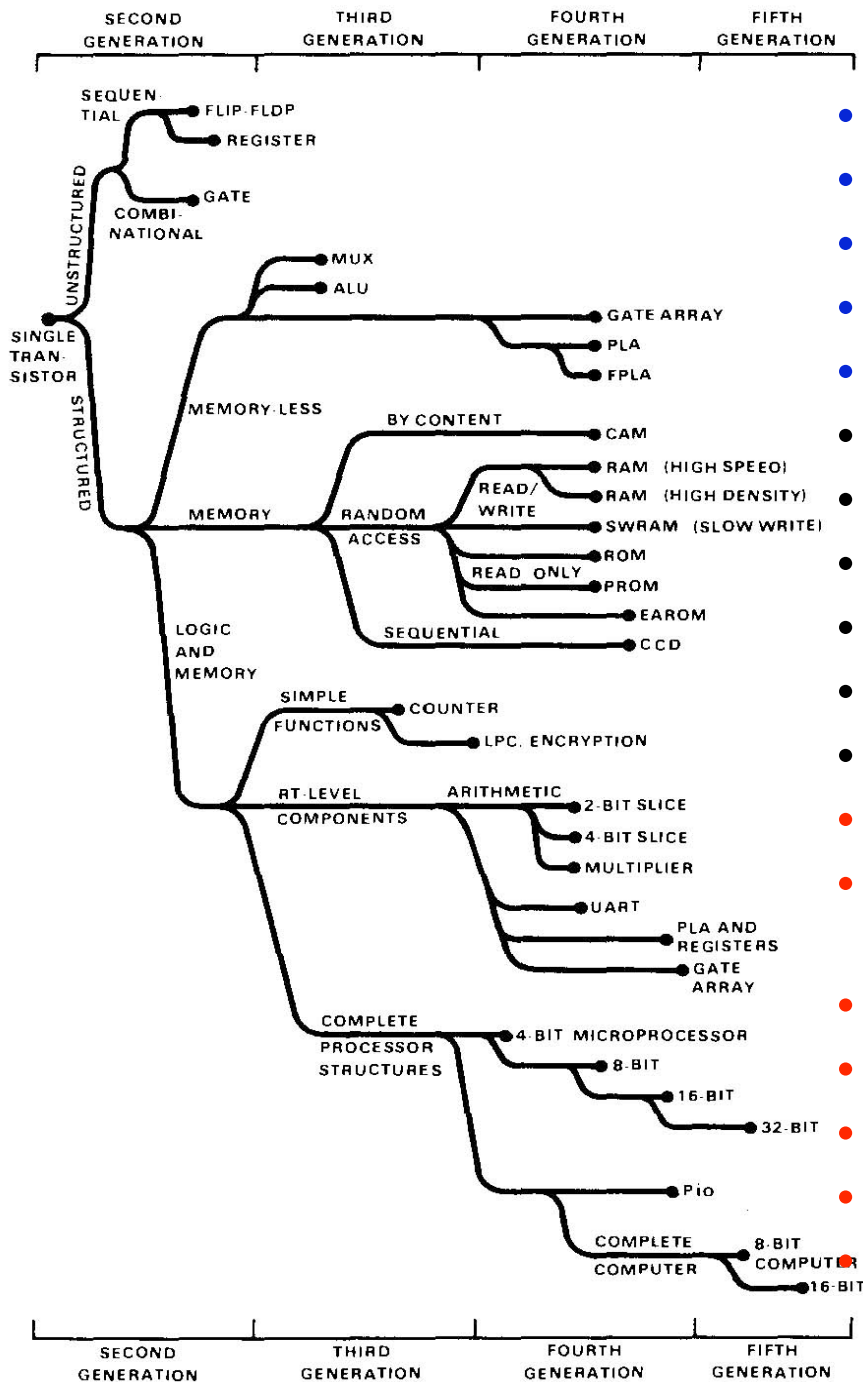 SECOND GENERATION
THIRD GENERATION
FOURTH GENERATION
FIFTH GENERATION
SEQUEN-
TIAL
FLIP-FLDP
REGISTER
GATE
COMBI-
NATIONAL
UNSTRUCTURED
MUX
ALU
GATE ARRAY
SINGLE
TRAN-
SISTOR
PLA
FPLA
MEMORY-LESS
STRUCTURED
BY CONTENT
CAM
RAM (HIGH SPEEO)
READ/
WRITE
RAM (HIGH DENSITY)
MEMORY
RANDOM
ACCESS
SWRAM (SLOW WRITE)
ROM
READ ONLY
PROM
EAROM
SEQUENTIAL
CCD
LOGIC
AND
MEMORY
SIMPLE
FUNCTIONS
COUNTER
LPC, ENCRYPTION
RT-LEVEL
COMPONENTS
ARITHMETIC
2-BIT SLICE
4-BIT SLICE
MULTIPLIER
UART
PLA AND
REGISTERS
GATE
ARRAY
COMPLETE
PROCESSOR
STRUCTURES
4-BIT MICROPROCESSOR
8-BIT
16-BIT
32-BIT
Pio
COMPLETE
COMPUTER
8-BIT
COMPUTER
16-BIT
SECOND GENERATION
THIRD GENERATION
FOURTH GENERATION
FIFTH GENERATION